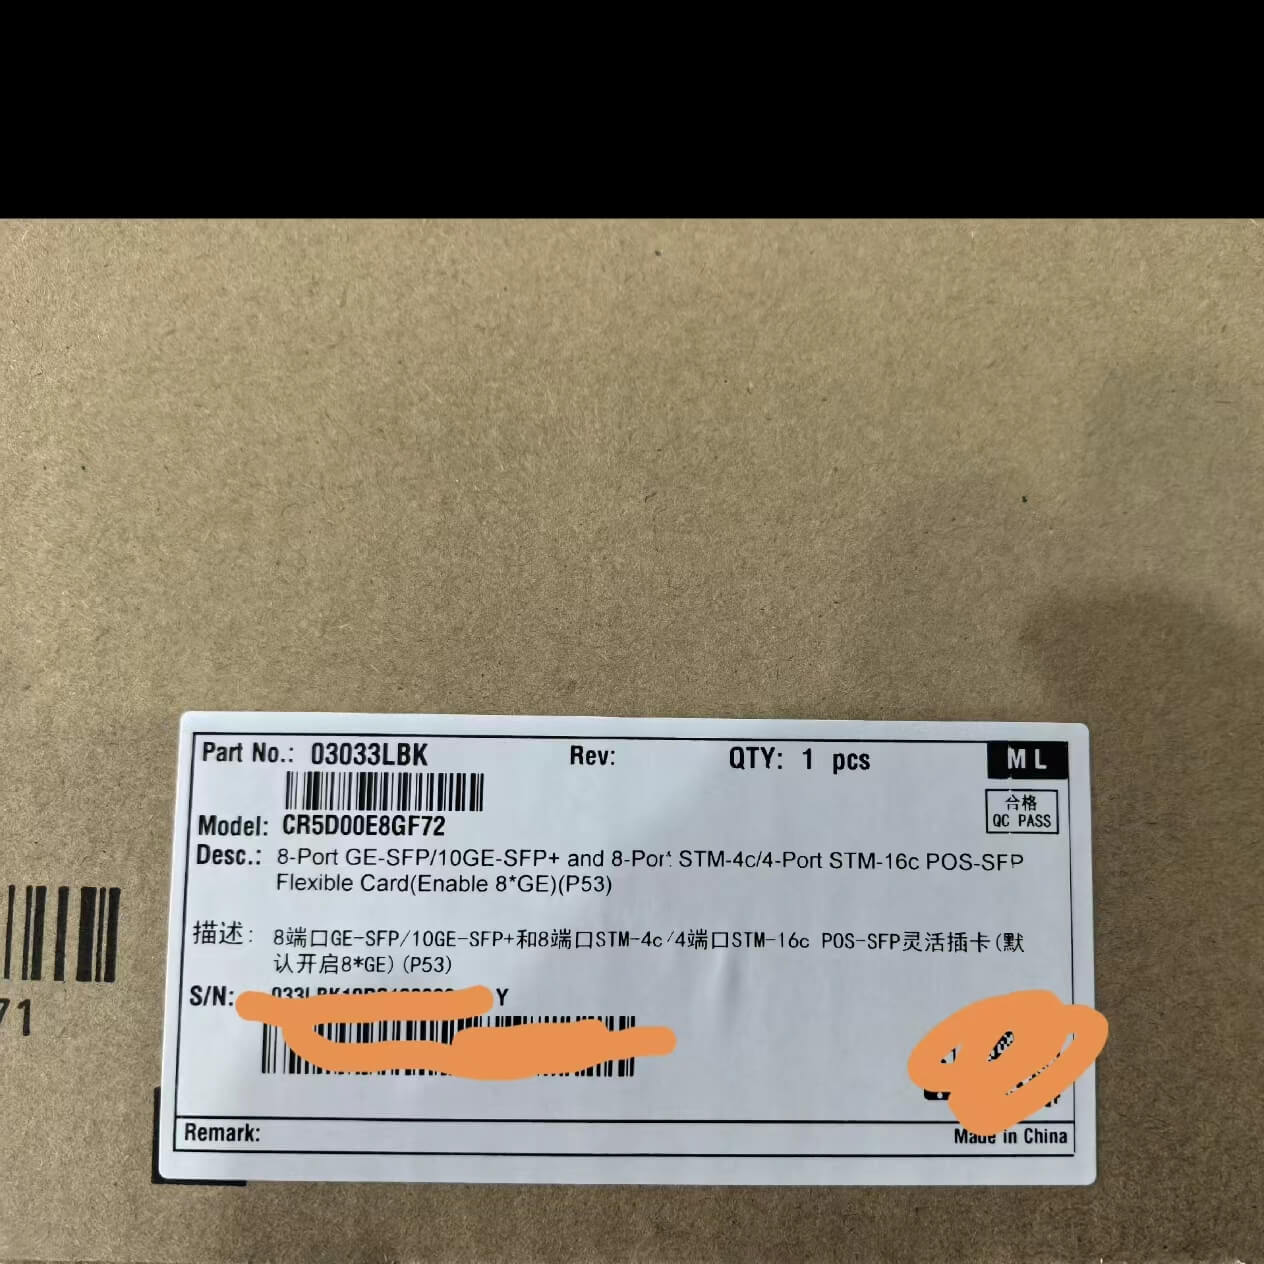 Part No.: 03033LBK Rev: QTY: 1 pcs ML
合格
QC PASS
Model: CR5D00E8GF72
Desc.: 8-Port GE-SFP/10GE-SFP+ and 8-Port STM-4c/4-Port STM-16c POS-SFP
Flexible Card(Enable 8*GE)(P53)
描述: 8端口GE-SFP/10GE-SFP+和8端口STM-4c/4端口STM-16c POS-SFP灵活插卡(默
认开启8*GE)(P53)
S/N: Y
71
Remark: Made in China